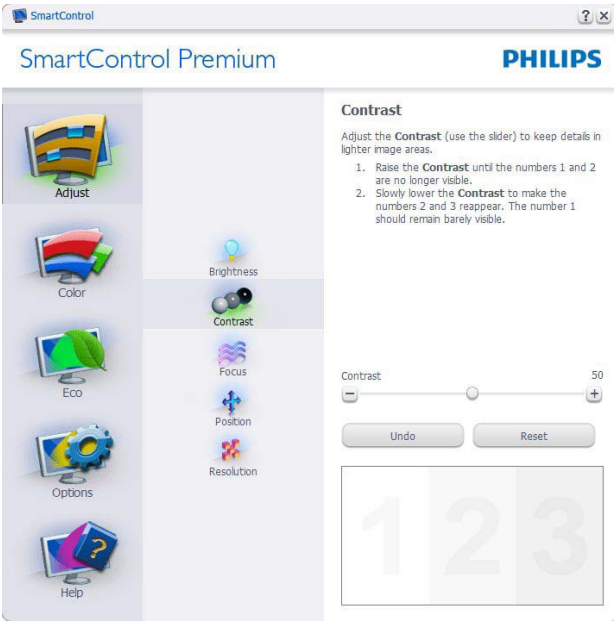 SmartControl
SmartControl Premium
PHILIPS
Adjust
Color
Eco
Options
Help
Brightness
Contrast
Focus
Position
Resolution
Contrast
Adjust the Contrast (use the slider) to keep details in
lighter image areas.
1. Raise the Contrast until the numbers 1 and 2
are no longer visible.
2. Slowly lower the Contrast to make the
numbers 2 and 3 reappear. The number 1
should remain barely visible.
Contrast 50
Undo Reset
1 2 3